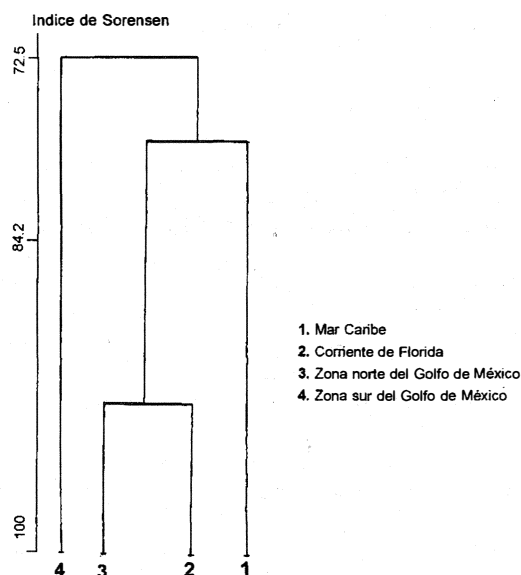 Indice de Sorensen
72.5
84.2
100
1. Mar Caribe
2. Corriente de Florida
3. Zona norte del Golfo de México
4. Zona sur del Golfo de México
4 3 2 1